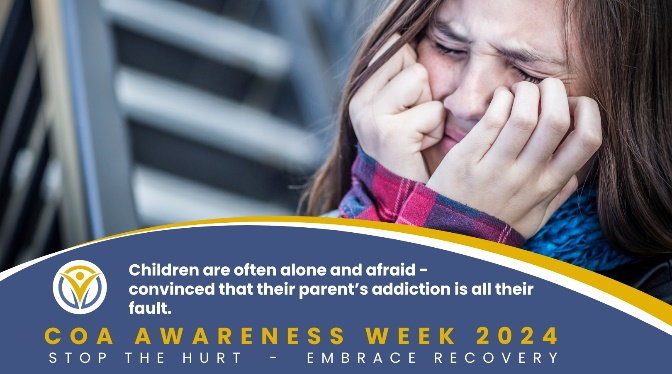 Children are often alone and afraid -
convinced that their parent's addiction is all their
fault.
COA AWARENESS WEEK 2024
STOP THE HURT - EMBRACE RECOVERY